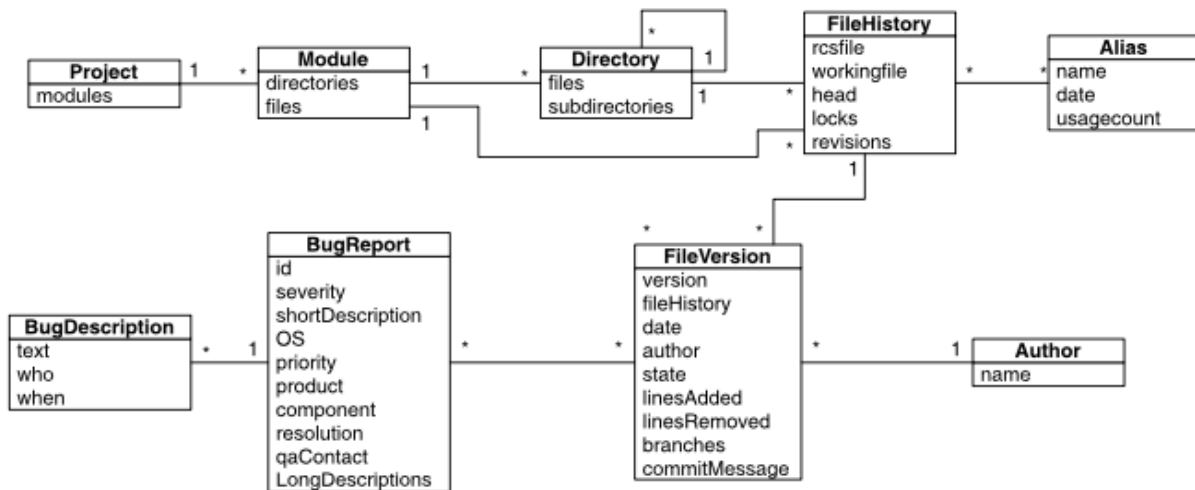 Project
modules
1
*
Module
directories
files
1
*
1
Directory
files
subdirectories
*
1
1
*
*
FileHistory
rcsfile
workingfile
head
locks
revisions
*
*
1
Alias
name
date
usagecount
BugDescription
text
who
when
*
1
BugReport
id
severity
shortDescription
OS
priority
product
component
resolution
qaContact
LongDescriptions
*
*
*
*
FileVersion
version
fileHistory
date
author
state
linesAdded
linesRemoved
branches
commitMessage
*
1
Author
name